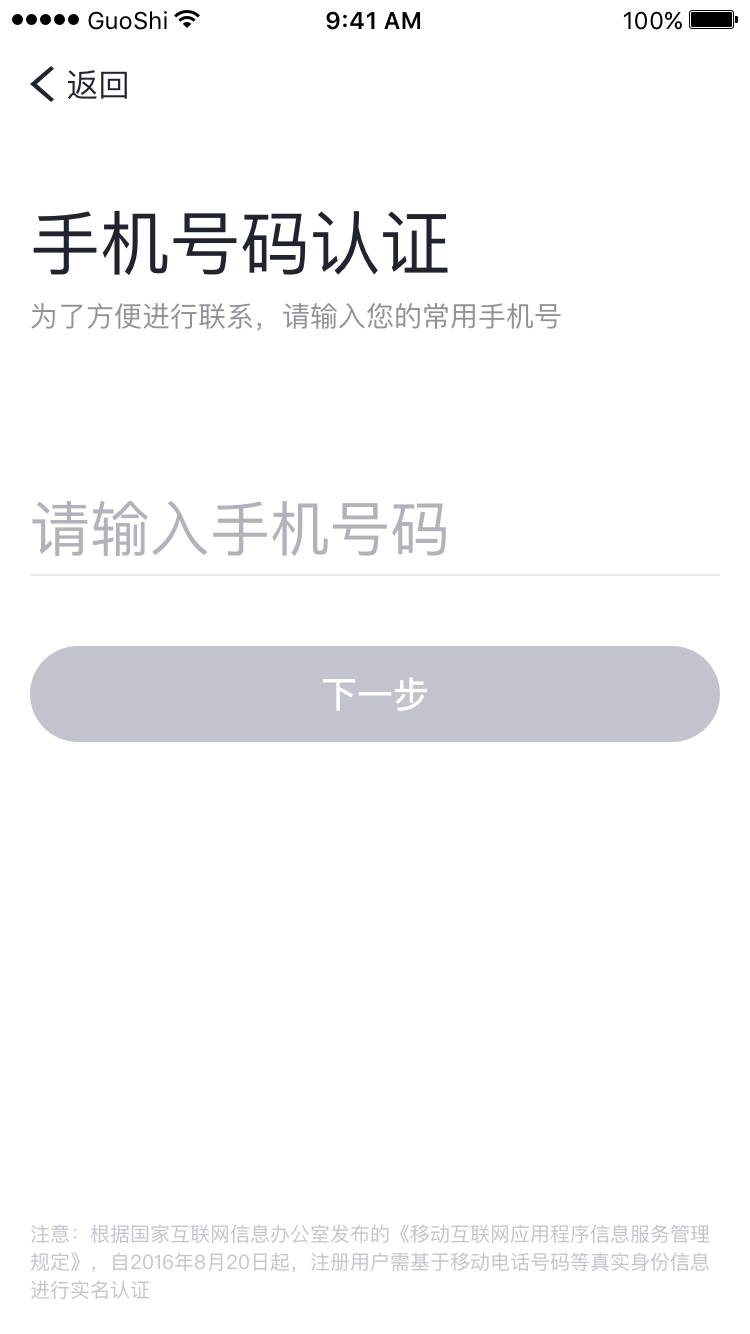 GuoShi 9:41 AM 100%
返回
手机号码认证
为了方便进行联系，请输入您的常用手机号
请输入手机号码
下一步
注意：根据国家互联网信息办公室发布的《移动互联网应用程序信息服务管理
规定》，自2016年8月20日起，注册用户需基于移动电话号码等真实身份信息
进行实名认证